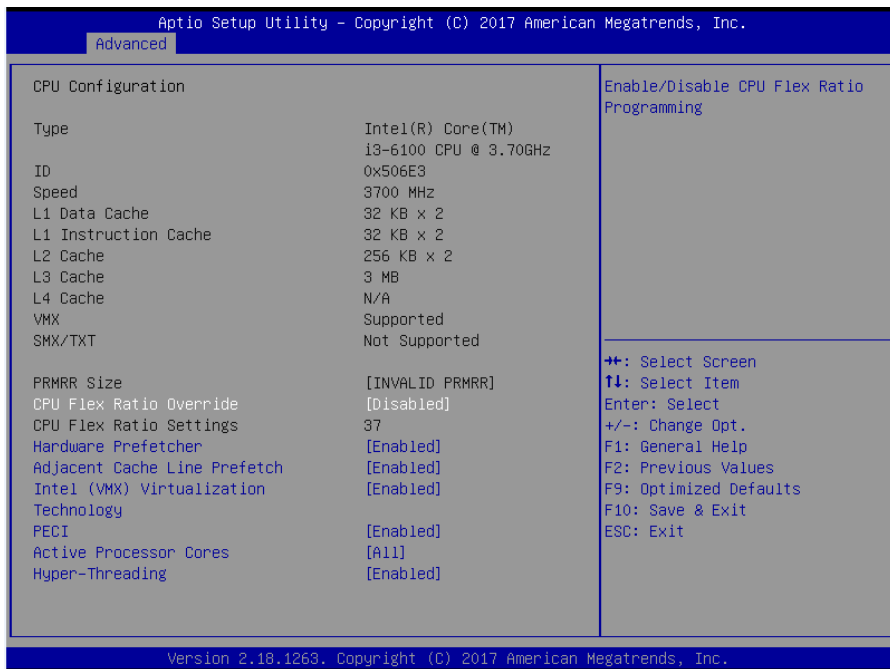 Aptio Setup Utility – Copyright (C) 2017 American Megatrends, Inc.
Advanced
CPU Configuration
Type Intel(R) Core(TM)
i3-6100 CPU @ 3.70GHz
ID 0x506E3
Speed 3700 MHz
L1 Data Cache 32 KB x 2
L1 Instruction Cache 32 KB x 2
L2 Cache 256 KB x 2
L3 Cache 3 MB
L4 Cache N/A
VMX Supported
SMX/TXT Not Supported
PRMRR Size [INVALID PRMRR]
CPU Flex Ratio Override [Disabled]
CPU Flex Ratio Settings 37
Hardware Prefetcher [Enabled]
Adjacent Cache Line Prefetch [Enabled]
Intel (VMX) Virtualization [Enabled]
Technology
PECI [Enabled]
Active Processor Cores [All]
Hyper-Threading [Enabled]
Enable/Disable CPU Flex Ratio
Programming
→←: Select Screen
↑↓: Select Item
Enter: Select
+/-: Change Opt.
F1: General Help
F2: Previous Values
F9: Optimized Defaults
F10: Save & Exit
ESC: Exit
Version 2.18.1263. Copyright (C) 2017 American Megatrends, Inc.